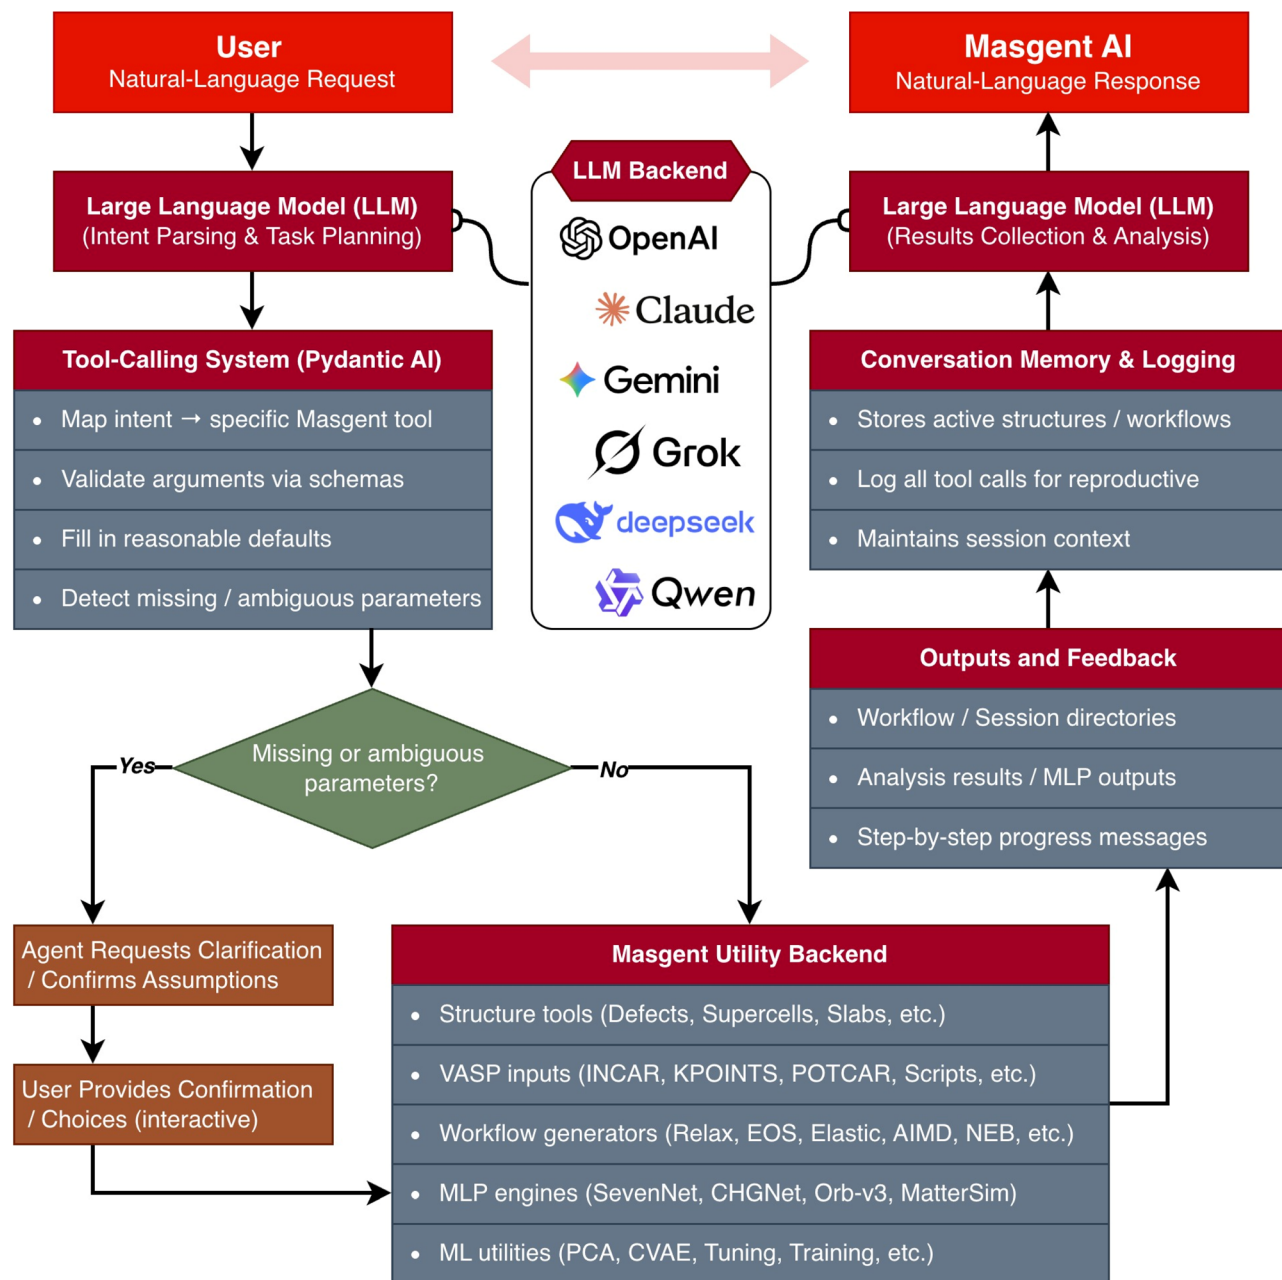 User
Natural-Language Request
Masgent AI
Natural-Language Response
Large Language Model (LLM)
(Intent Parsing & Task Planning)
LLM Backend
OpenAI
Claude
Gemini
Grok
deepseek
Qwen
Large Language Model (LLM)
(Results Collection & Analysis)
Tool-Calling System (Pydantic AI)
• Map intent → specific Masgent tool
• Validate arguments via schemas
• Fill in reasonable defaults
• Detect missing / ambiguous parameters
Conversation Memory & Logging
• Stores active structures / workflows
• Log all tool calls for reproductive
• Maintains session context
Outputs and Feedback
• Workflow / Session directories
• Analysis results / MLP outputs
• Step-by-step progress messages
Missing or ambiguous
parameters?
Yes
No
Agent Requests Clarification
/ Confirms Assumptions
User Provides Confirmation
/ Choices (interactive)
Masgent Utility Backend
• Structure tools (Defects, Supercells, Slabs, etc.)
• VASP inputs (INCAR, KPOINTS, POTCAR, Scripts, etc.)
• Workflow generators (Relax, EOS, Elastic, AIMD, NEB, etc.)
• MLP engines (SevenNet, CHGNet, Orb-v3, MatterSim)
• ML utilities (PCA, CVAE, Tuning, Training, etc.)